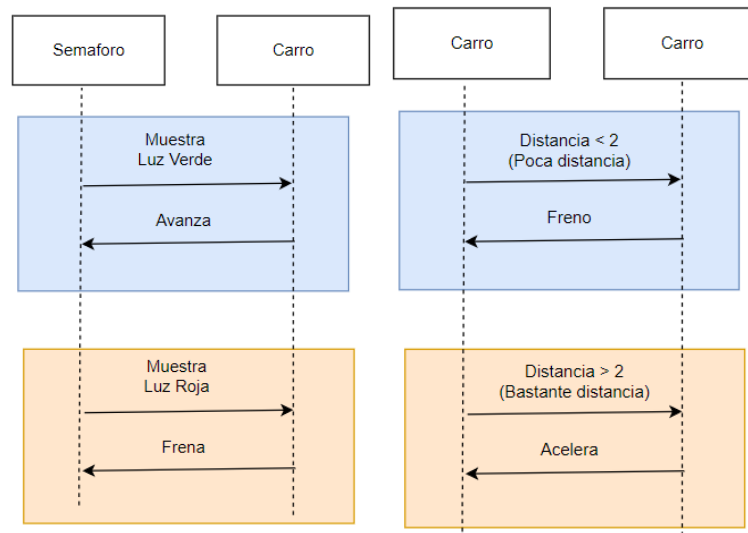 Semaforo
Carro
Muestra
Luz Verde
Avanza
Muestra
Luz Roja
Frena
Carro
Carro
Distancia < 2
(Poca distancia)
Freno
Distancia > 2
(Bastante distancia)
Acelera